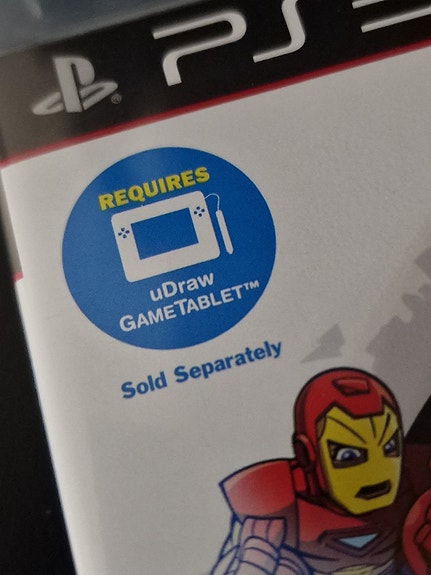 PS3
REQUIRES
uDraw
GAMETABLET™
Sold Separately